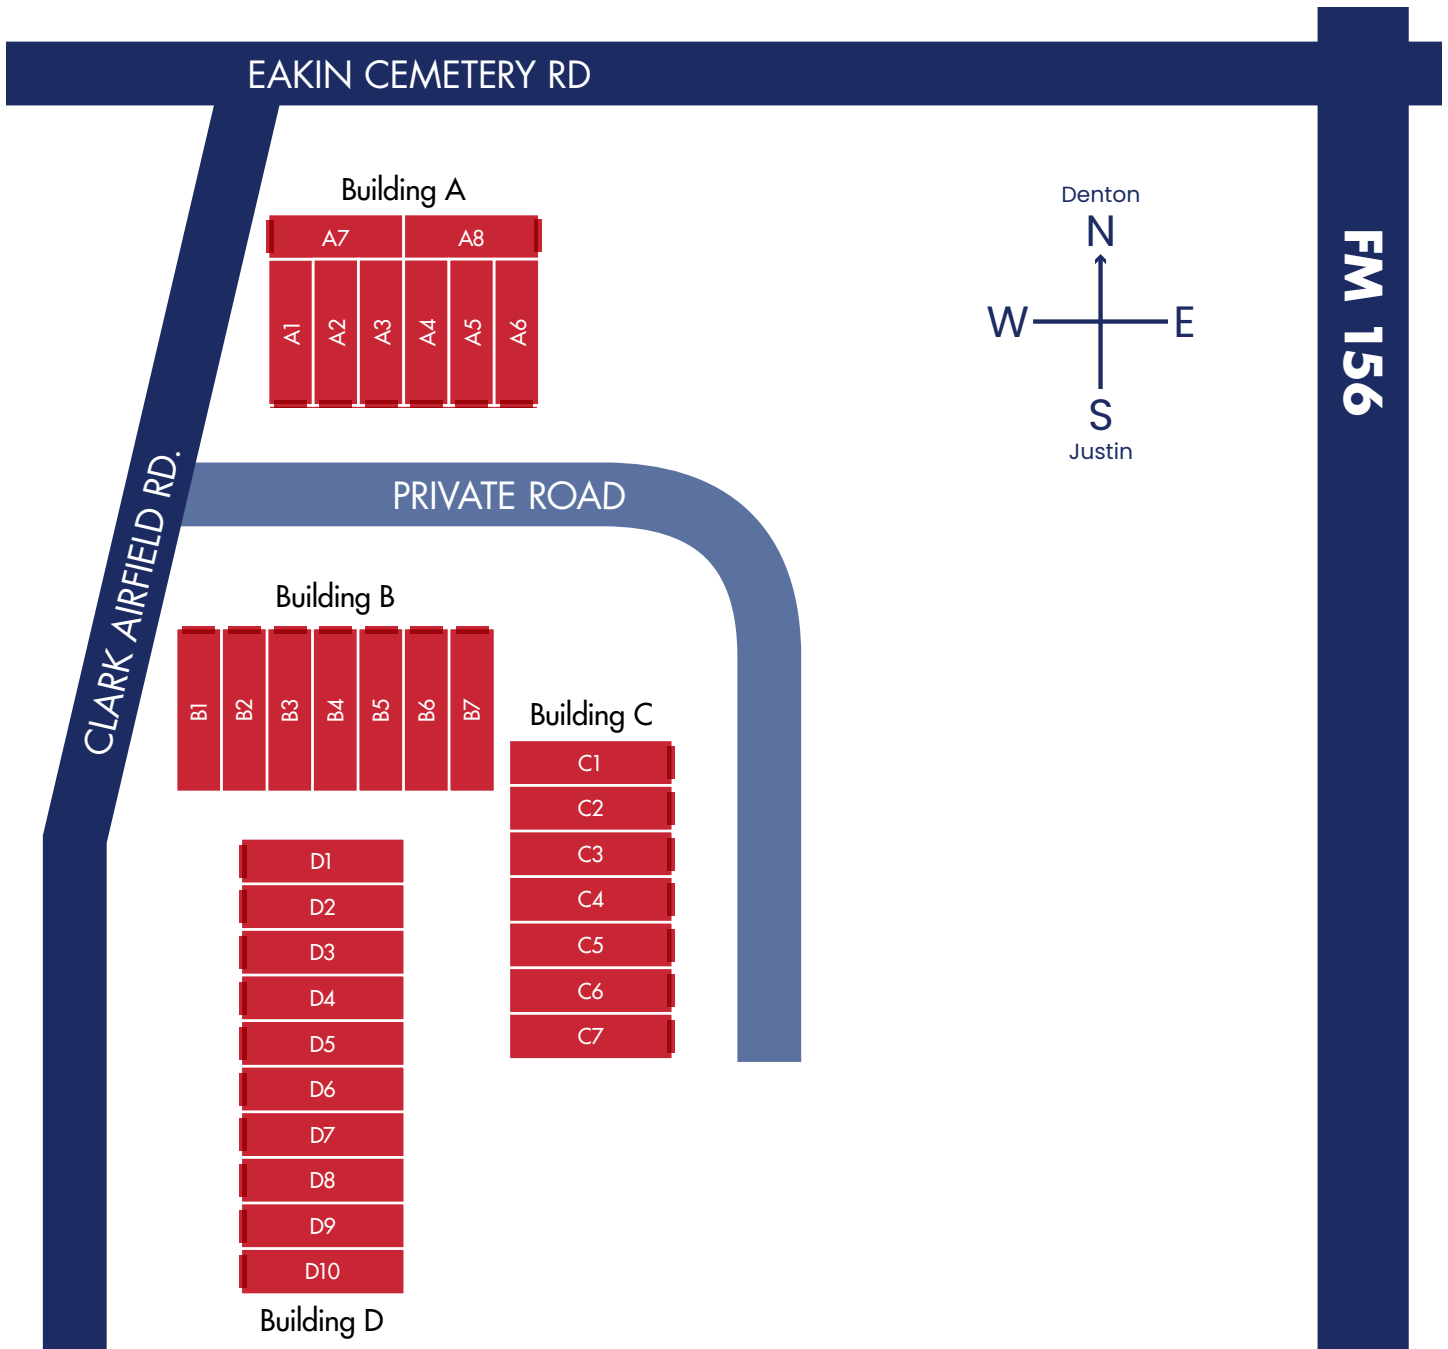 EAKIN CEMETERY RD
Building A
A7
A8
A1
A2
A3
A4
A5
A6
Denton
N
W
E
S
Justin
FM 156
CLARK AIRFIELD RD.
PRIVATE ROAD
Building B
B1
B2
B3
B4
B5
B6
B7
Building C
C1
C2
C3
C4
C5
C6
C7
D1
D2
D3
D4
D5
D6
D7
D8
D9
D10
Building D